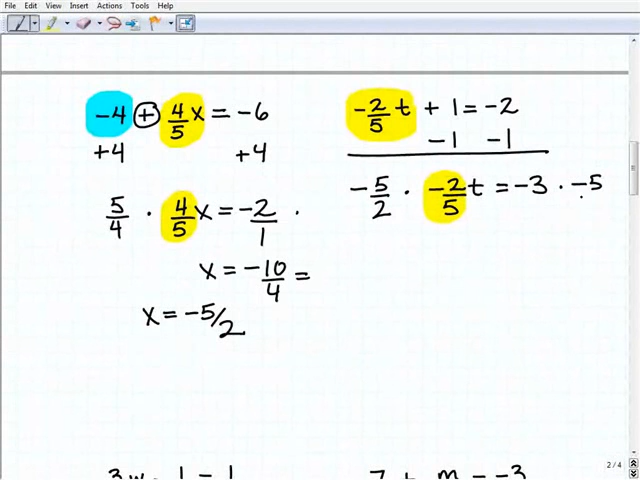 File Edit View Insert Actions Tools Help
-4 + 4/5 x = -6
+4 +4
5/4 · 4/5 x = -2/1 ·
x = -10/4 =
x = -5/2
-2/5 t + 1 = -2
-1 -1
-5/2 · -2/5 t = -3 · -5
2/4